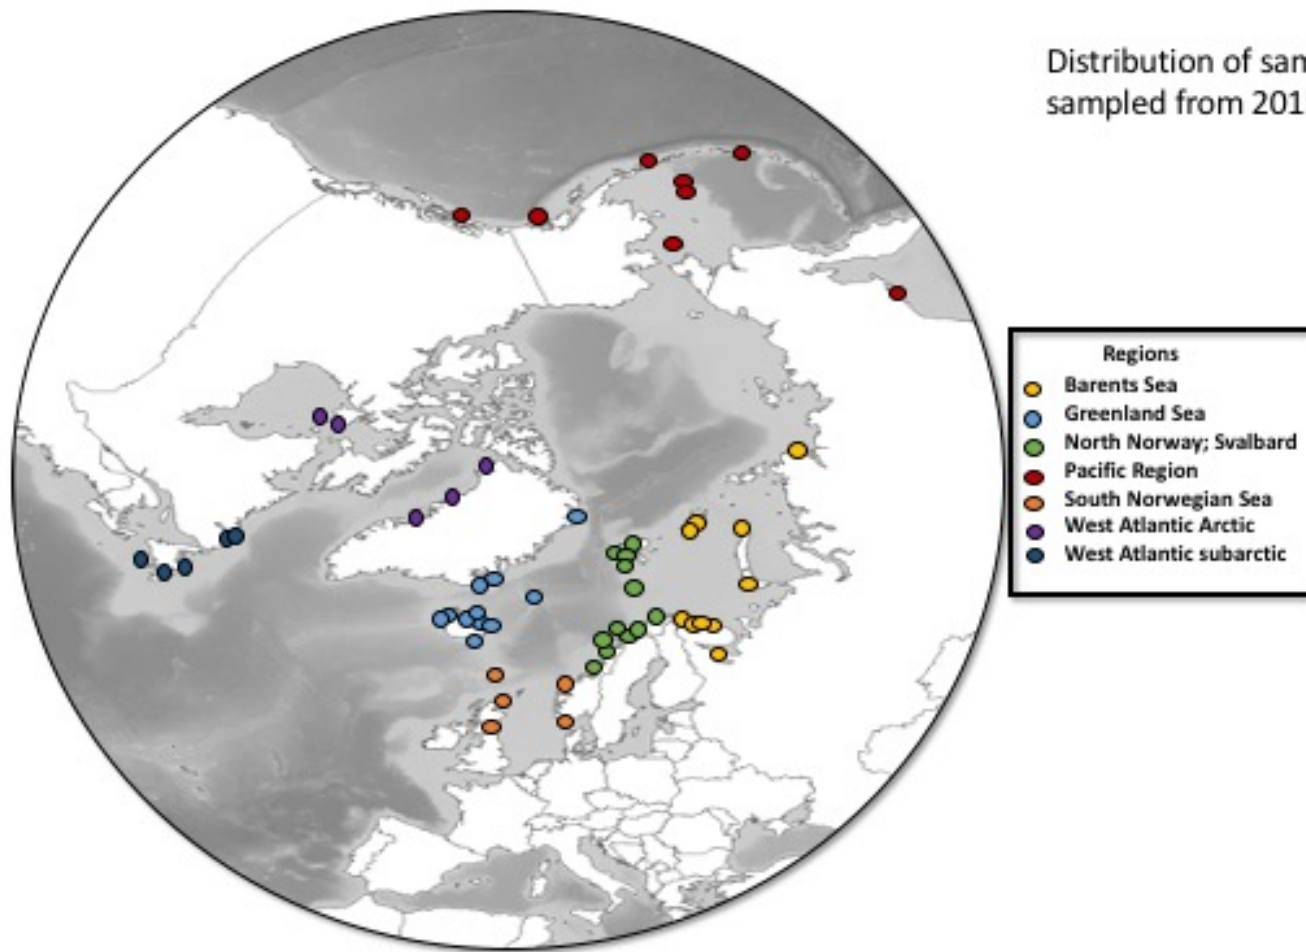 Distribution of sam
sampled from 201
Regions
Barents Sea
Greenland Sea
North Norway; Svalbard
Pacific Region
South Norwegian Sea
West Atlantic Arctic
West Atlantic subarctic